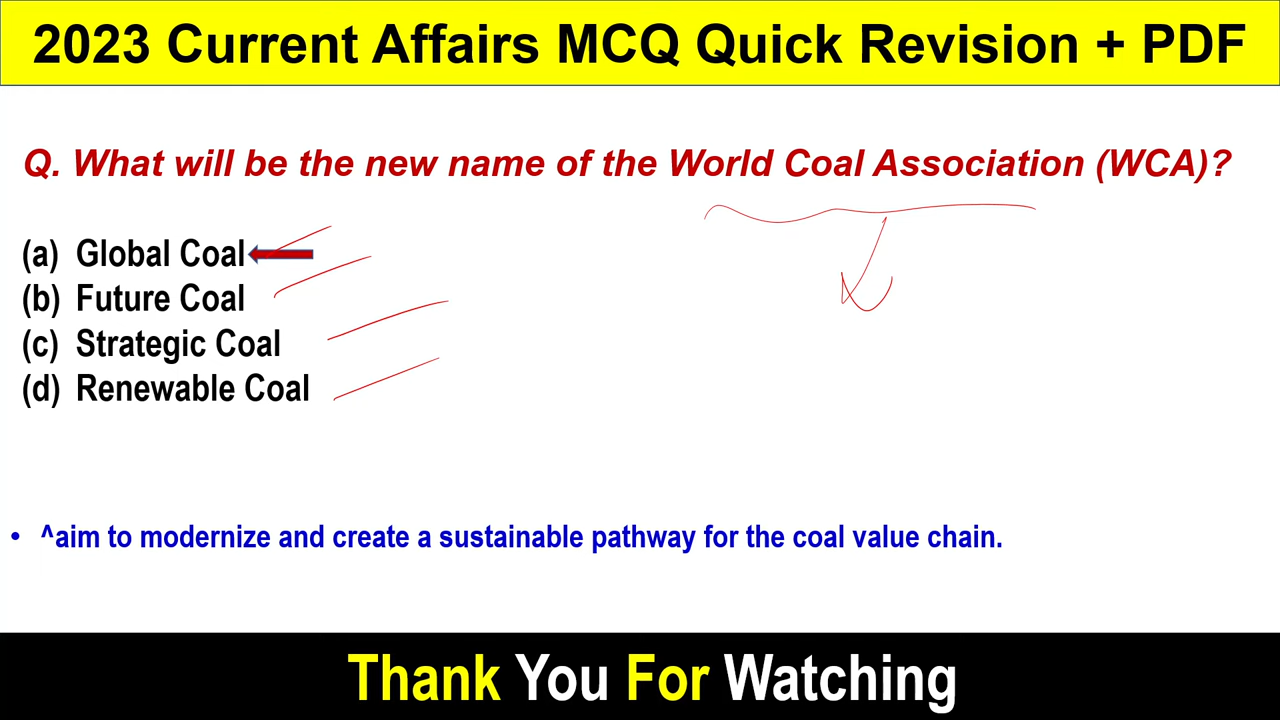 2023 Current Affairs MCQ Quick Revision + PDF
Q. What will be the new name of the World Coal Association (WCA)?
(a) Global Coal
(b) Future Coal
(c) Strategic Coal
(d) Renewable Coal
• ^aim to modernize and create a sustainable pathway for the coal value chain.
Thank You For Watching